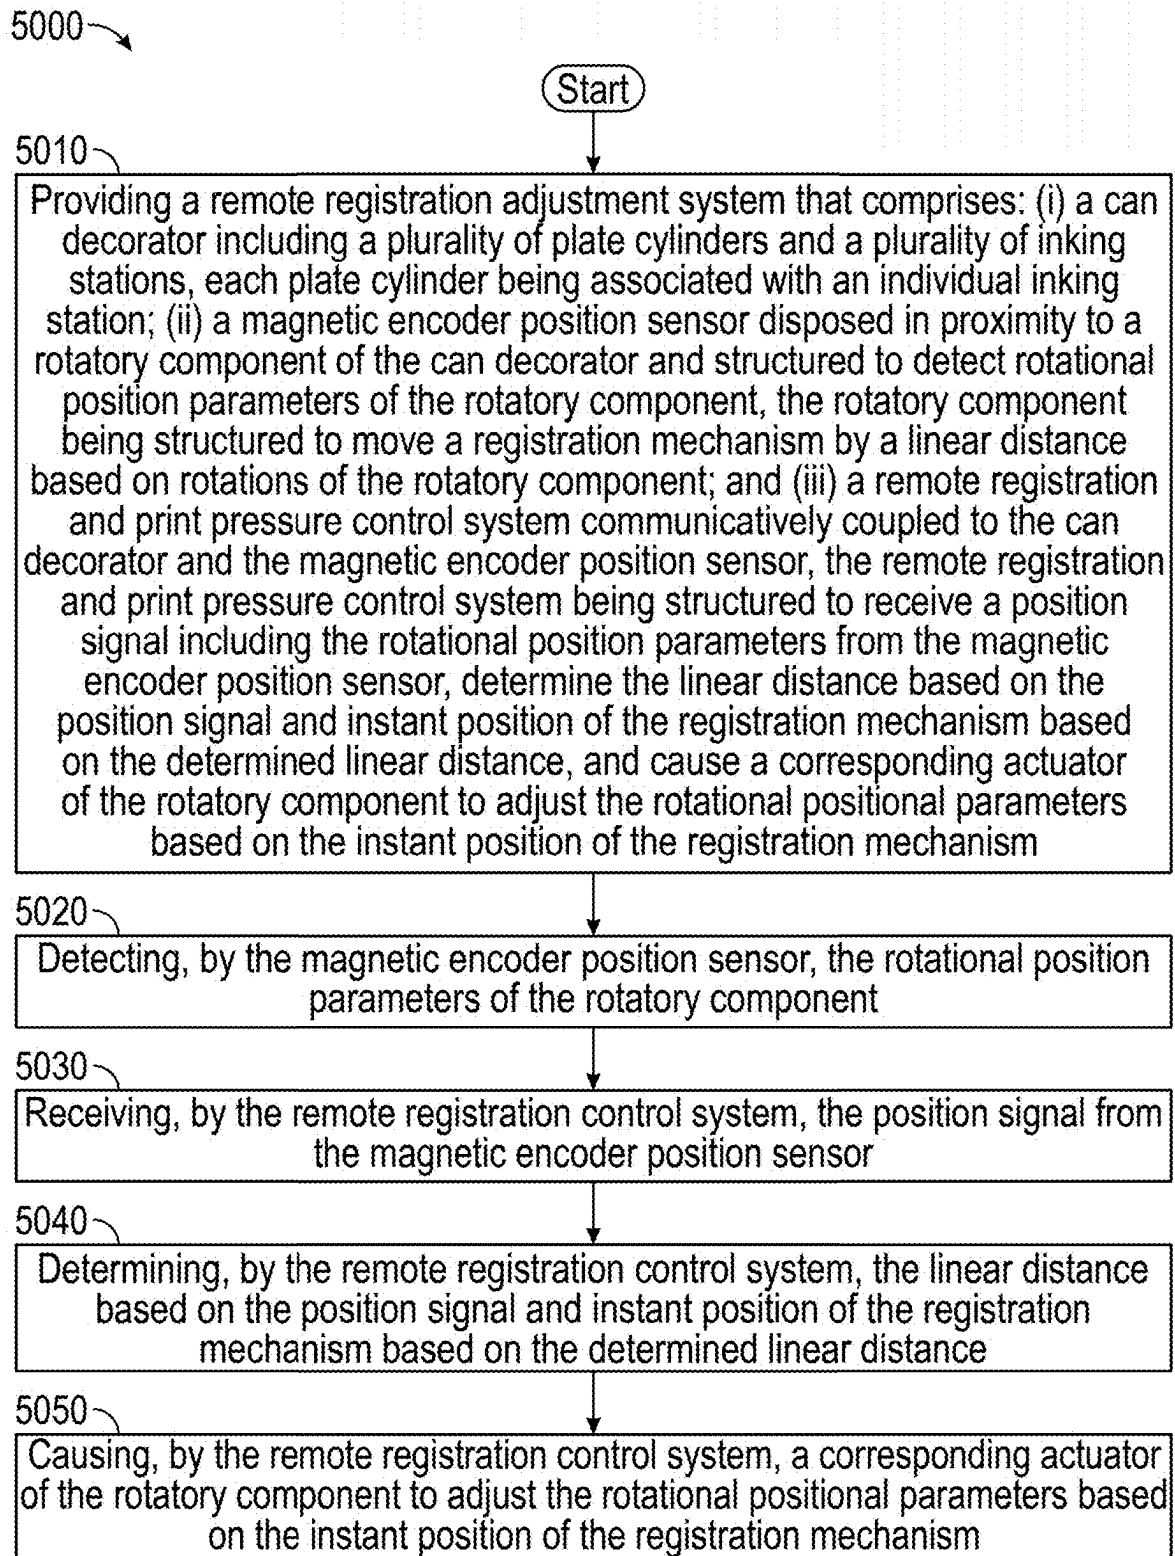 5000
Start
5010
Providing a remote registration adjustment system that comprises: (i) a can
decorator including a plurality of plate cylinders and a plurality of inking
stations, each plate cylinder being associated with an individual inking
station; (ii) a magnetic encoder position sensor disposed in proximity to a
rotatory component of the can decorator and structured to detect rotational
position parameters of the rotatory component, the rotatory component
being structured to move a registration mechanism by a linear distance
based on rotations of the rotatory component; and (iii) a remote registration
and print pressure control system communicatively coupled to the can
decorator and the magnetic encoder position sensor, the remote registration
and print pressure control system being structured to receive a position
signal including the rotational position parameters from the magnetic
encoder position sensor, determine the linear distance based on the
position signal and instant position of the registration mechanism based
on the determined linear distance, and cause a corresponding actuator
of the rotatory component to adjust the rotational positional parameters
based on the instant position of the registration mechanism
5020
Detecting, by the magnetic encoder position sensor, the rotational position
parameters of the rotatory component
5030
Receiving, by the remote registration control system, the position signal from
the magnetic encoder position sensor
5040
Determining, by the remote registration control system, the linear distance
based on the position signal and instant position of the registration
mechanism based on the determined linear distance
5050
Causing, by the remote registration control system, a corresponding actuator
of the rotatory component to adjust the rotational positional parameters based
on the instant position of the registration mechanism